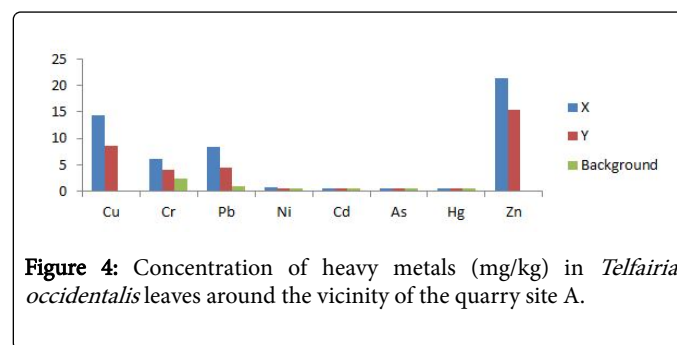 25
20
15
10
5
0
Cu Cr Pb Ni Cd As Hg Zn
X
Y
Background
Figure 4: Concentration of heavy metals (mg/kg) in Telfairia
occidentalis leaves around the vicinity of the quarry site A.